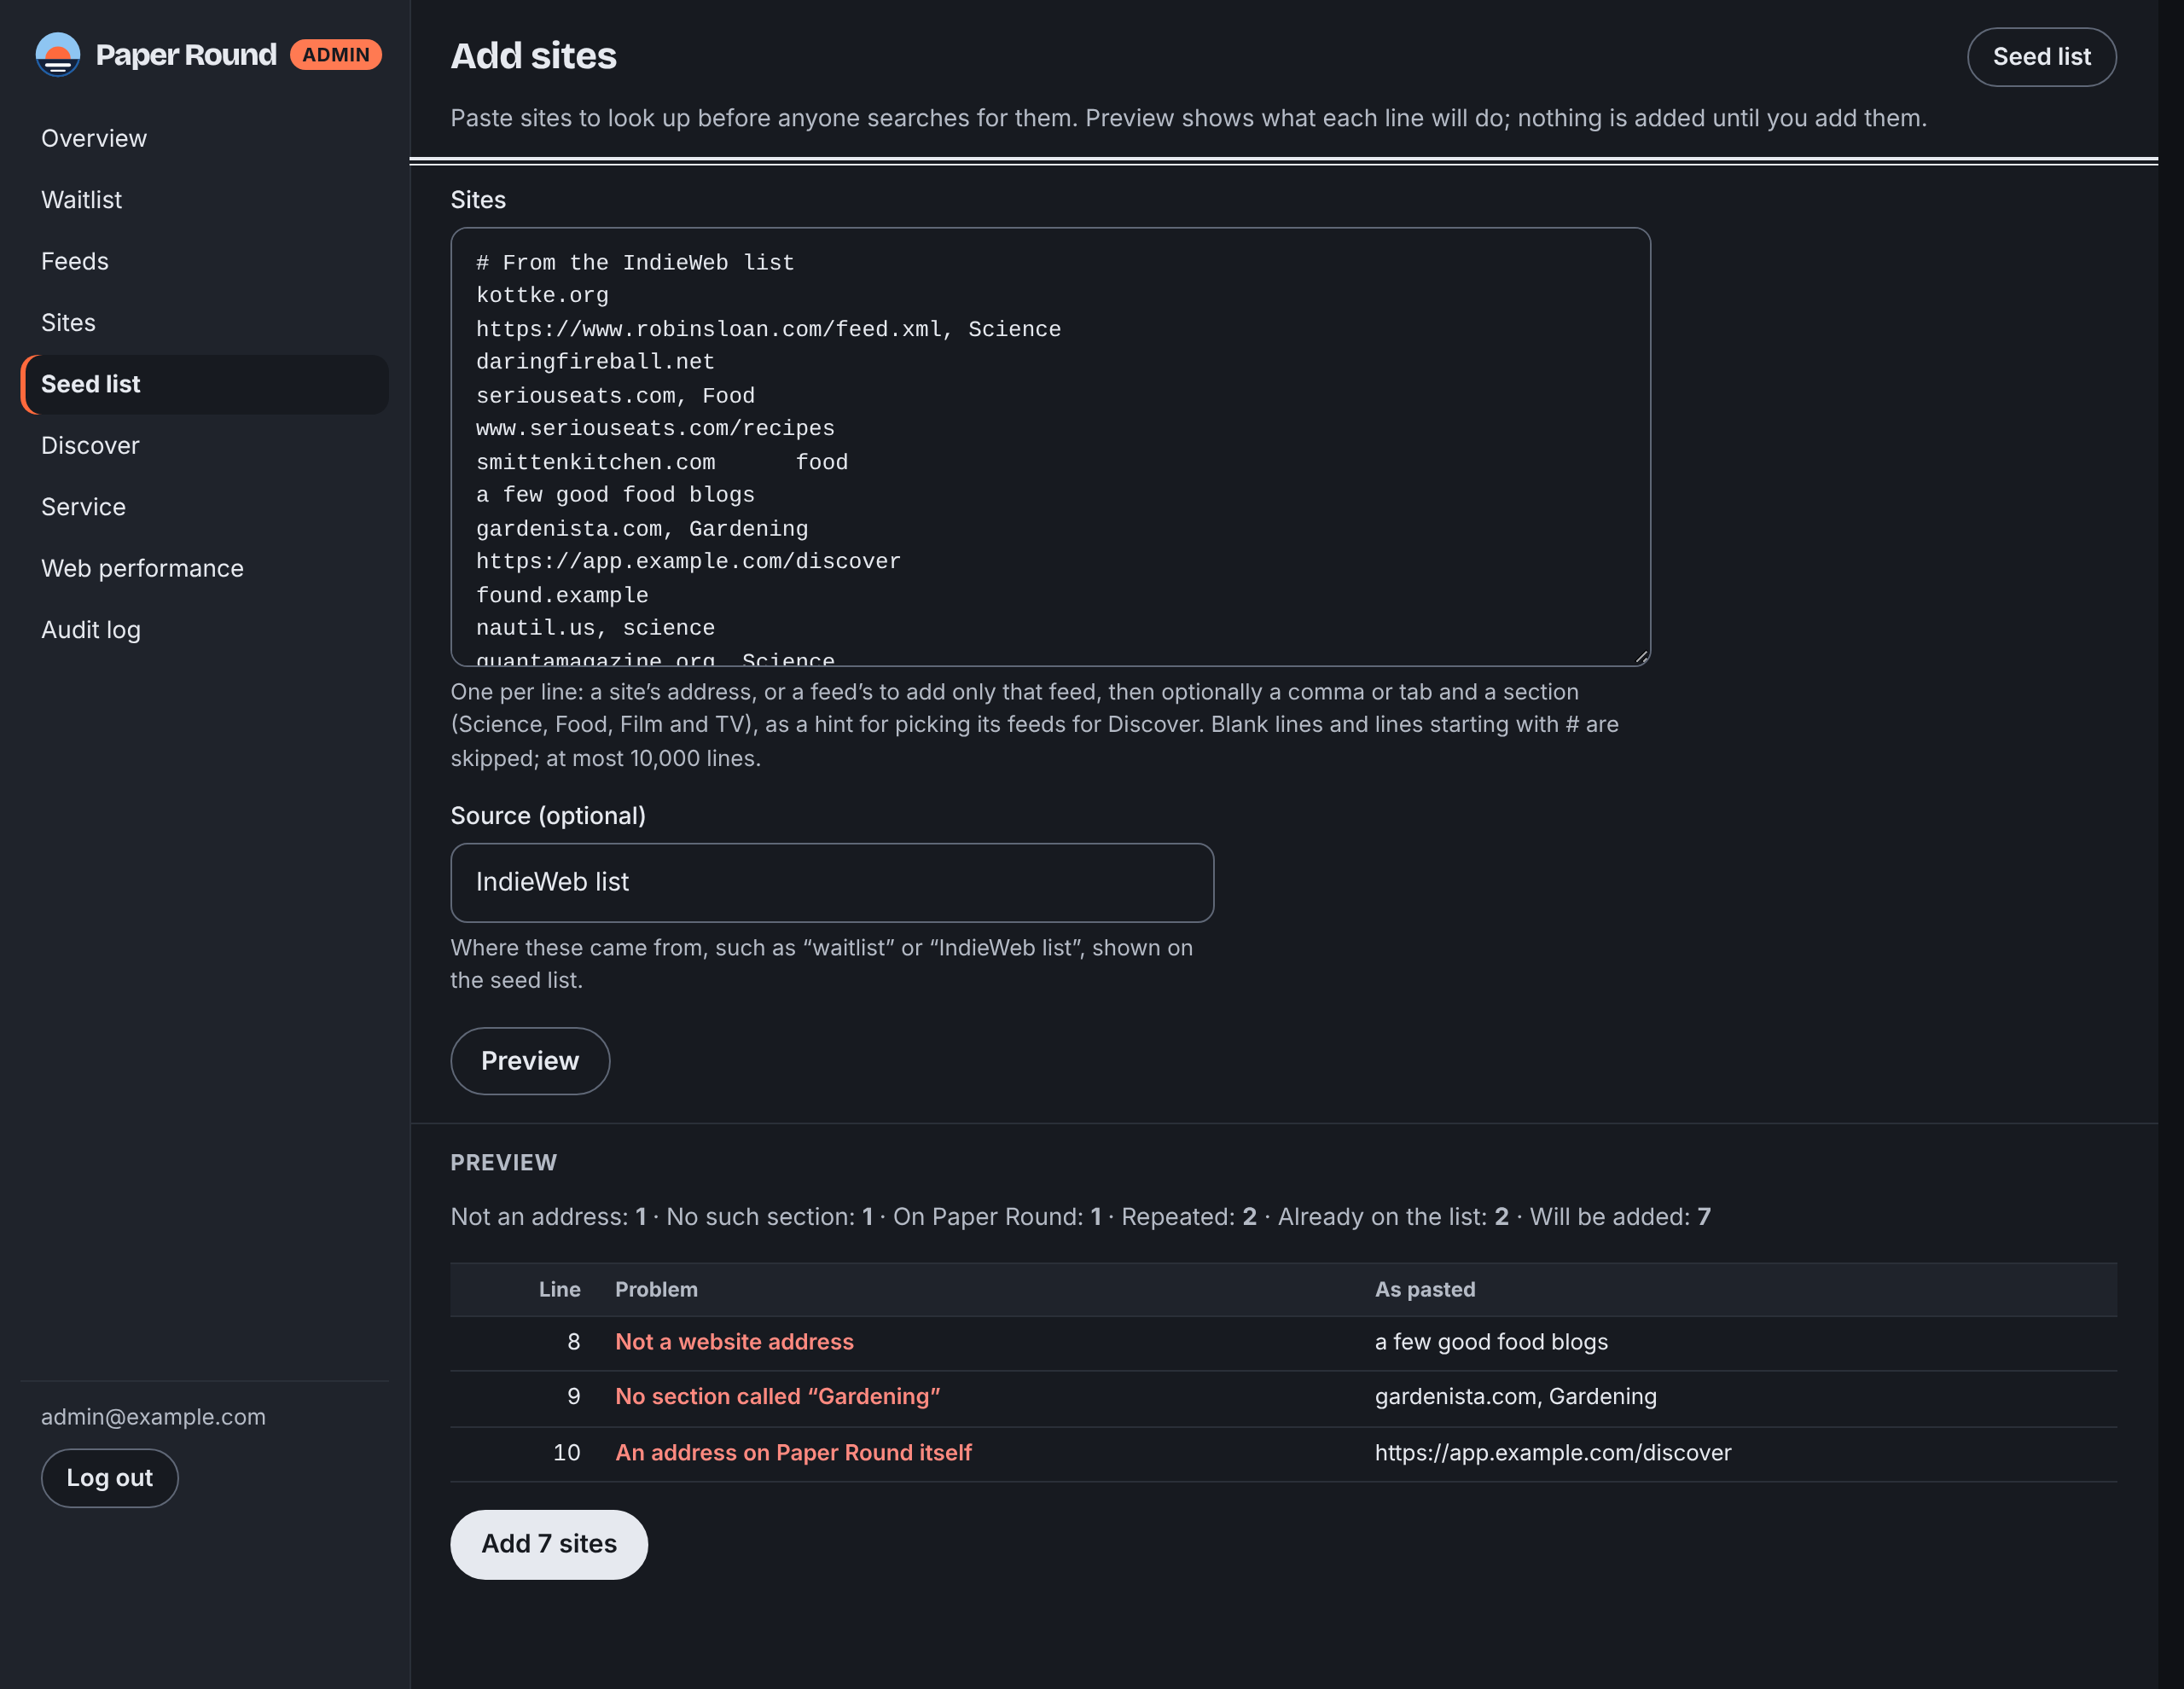 Paper Round ADMIN
Overview
Waitlist
Feeds
Sites
Seed list
Discover
Service
Web performance
Audit log
admin@example.com
Log out
Add sites
Seed list
Paste sites to look up before anyone searches for them. Preview shows what each line will do; nothing is added until you add them.
Sites
# From the IndieWeb list
kottke.org
https://www.robinsloan.com/feed.xml, Science
daringfireball.net
seriouseats.com, Food
www.seriouseats.com/recipes
smittenkitchen.com	food
a few good food blogs
gardenista.com, Gardening
https://app.example.com/discover
found.example
nautil.us, science
quantamagazine.org, Science
One per line: a site’s address, or a feed’s to add only that feed, then optionally a comma or tab and a section
(Science, Food, Film and TV), as a hint for picking its feeds for Discover. Blank lines and lines starting with # are
skipped; at most 10,000 lines.
Source (optional)
IndieWeb list
Where these came from, such as “waitlist” or “IndieWeb list”, shown on
the seed list.
Preview
PREVIEW
Not an address: 1 · No such section: 1 · On Paper Round: 1 · Repeated: 2 · Already on the list: 2 · Will be added: 7
Line Problem As pasted
8 Not a website address a few good food blogs
9 No section called “Gardening” gardenista.com, Gardening
10 An address on Paper Round itself https://app.example.com/discover
Add 7 sites